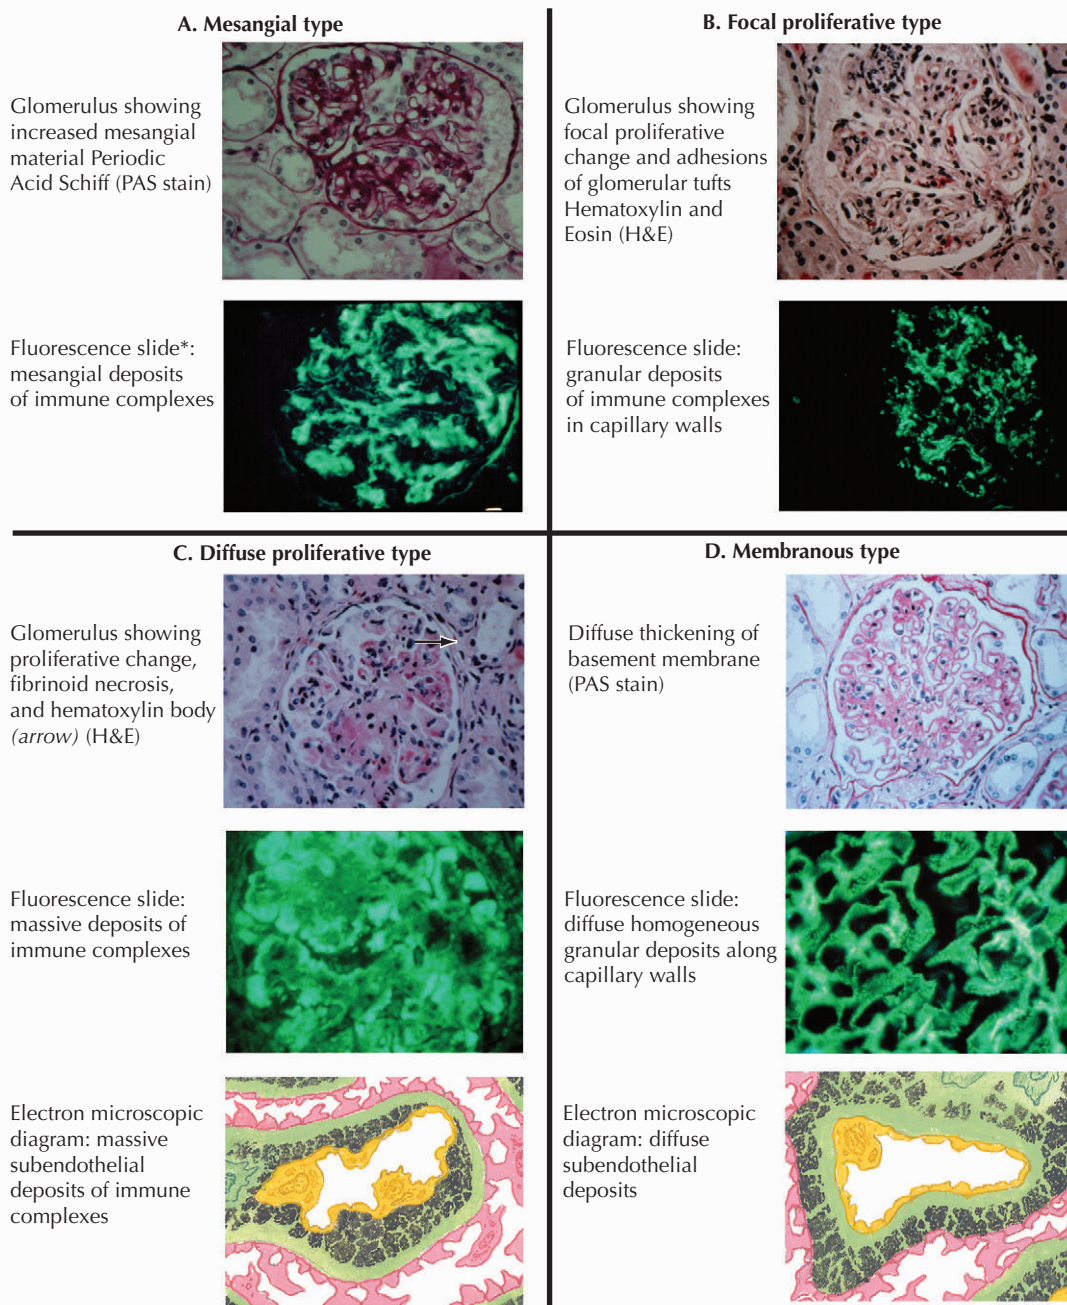 A. Mesangial type
Glomerulus showing
increased mesangial
material Periodic
Acid Schiff (PAS stain)
Fluorescence slide*:
mesangial deposits
of immune complexes
B. Focal proliferative type
Glomerulus showing
focal proliferative
change and adhesions
of glomerular tufts
Hematoxylin and
Eosin (H&E)
Fluorescence slide:
granular deposits
of immune complexes
in capillary walls
C. Diffuse proliferative type
Glomerulus showing
proliferative change,
fibrinoid necrosis,
and hematoxylin body
(arrow) (H&E)
Fluorescence slide:
massive deposits of
immune complexes
Electron microscopic
diagram: massive
subendothelial
deposits of immune
complexes
D. Membranous type
Diffuse thickening of
basement membrane
(PAS stain)
Fluorescence slide:
diffuse homogeneous
granular deposits along
capillary walls
Electron microscopic
diagram: diffuse
subendothelial
deposits